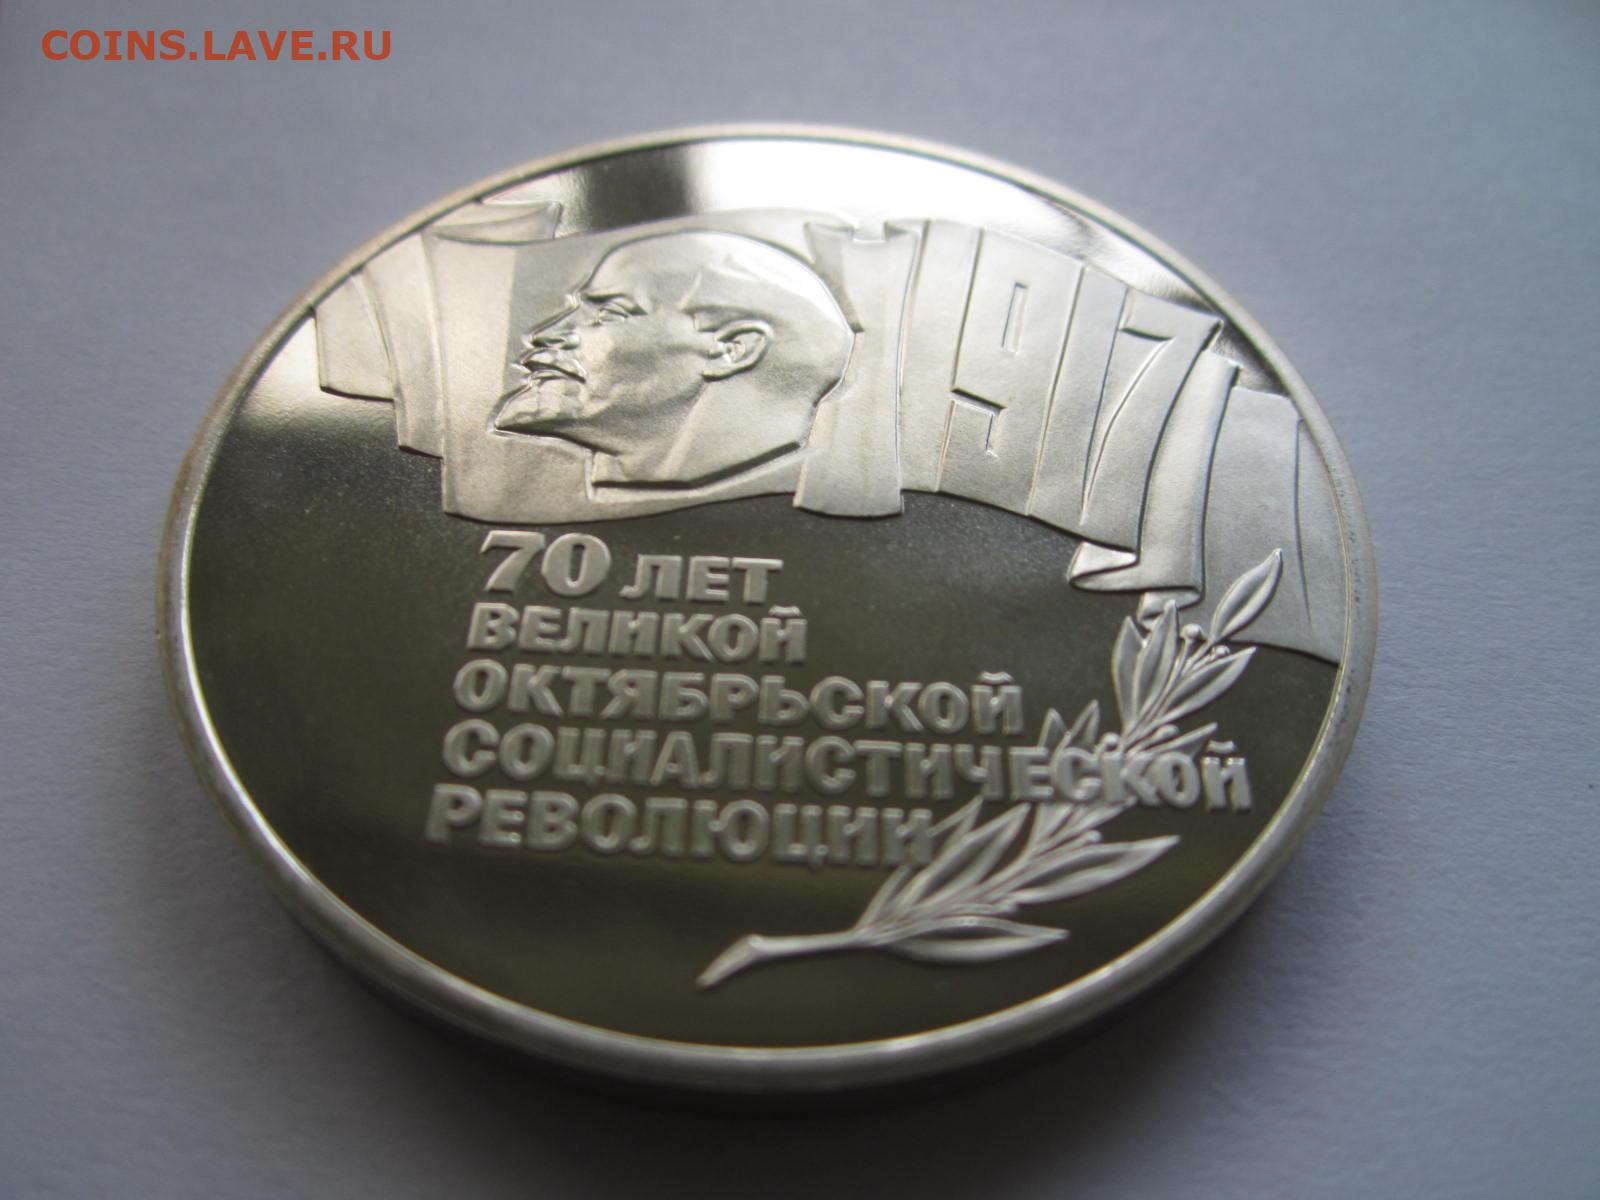 COINS.LAVE.RU
1917
70 ЛЕТ
ВЕЛИКОЙ
ОКТЯБРЬСКОЙ
СОЦИАЛИСТИЧЕСКОЙ
РЕВОЛЮЦИИ